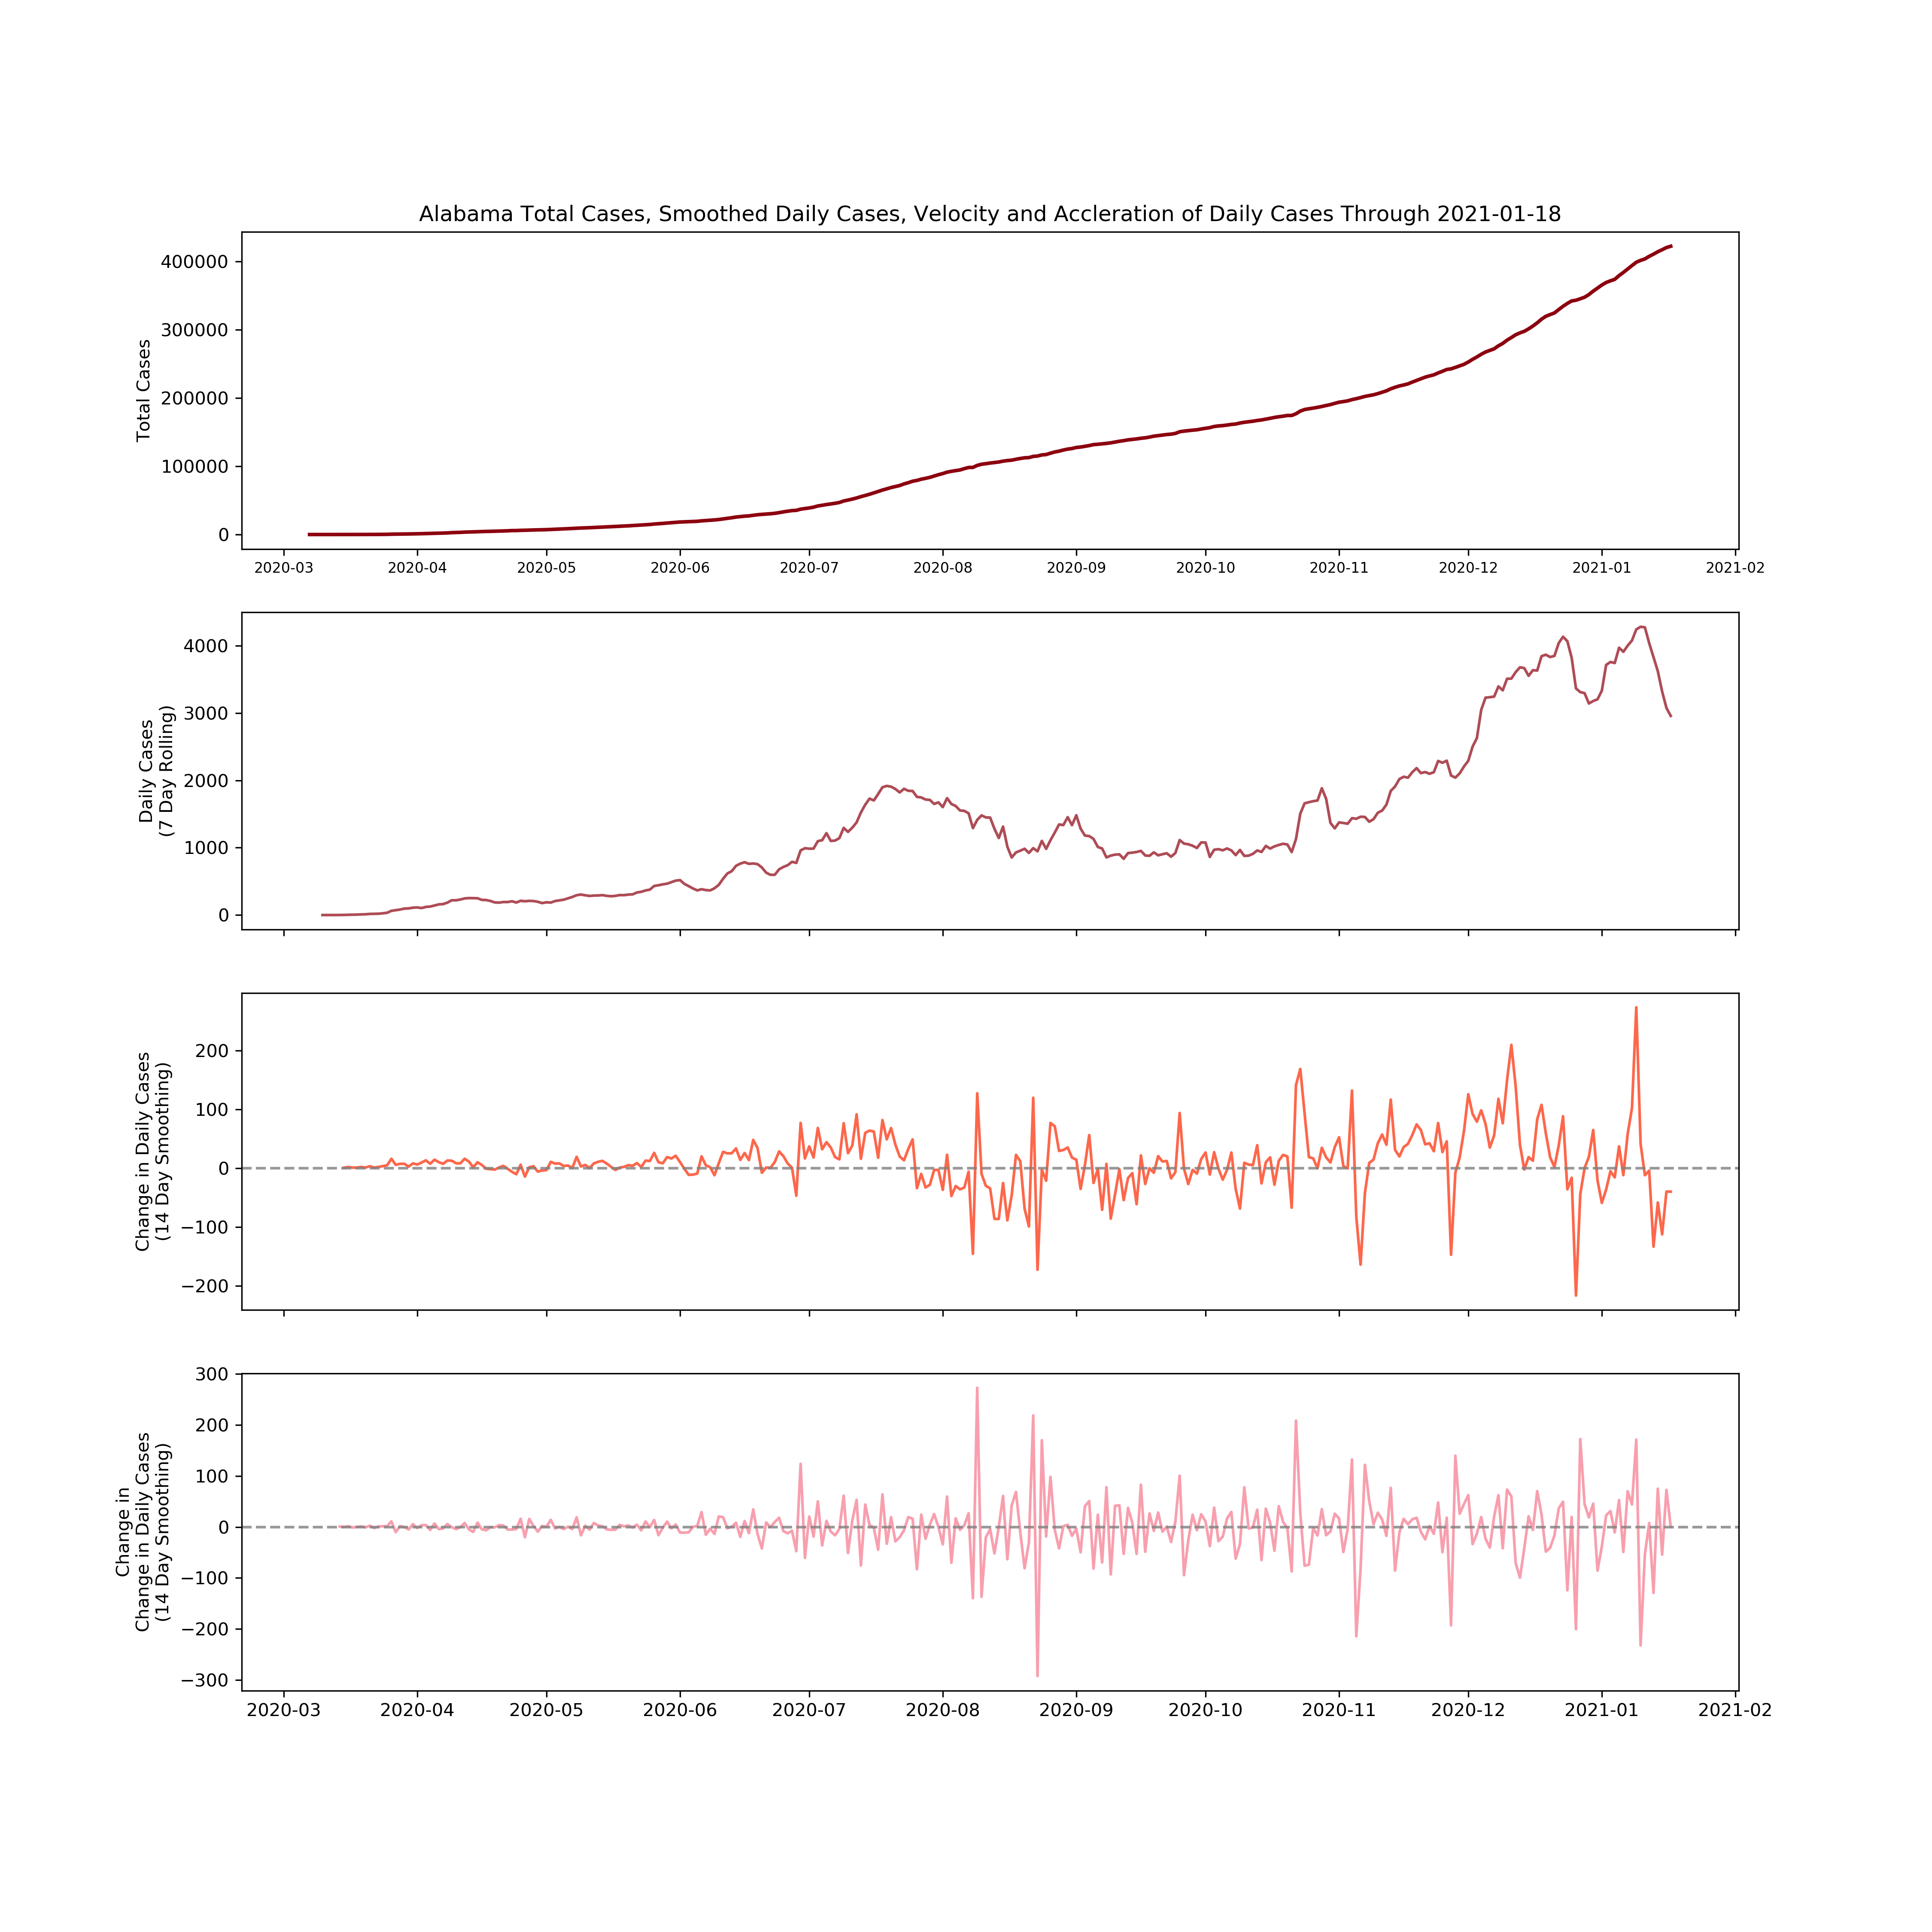 Alabama Total Cases, Smoothed Daily Cases, Velocity and Accleration of Daily Cases Through 2021-01-18
Total Cases
400000
300000
200000
100000
0
2020-03 2020-04 2020-05 2020-06 2020-07 2020-08 2020-09 2020-10 2020-11 2020-12 2021-01 2021-02
Daily Cases
(7 Day Rolling)
4000
3000
2000
1000
0
Change in Daily Cases
(14 Day Smoothing)
200
100
0
−100
−200
Change in
Change in Daily Cases
(14 Day Smoothing)
300
200
100
0
−100
−200
−300
2020-03 2020-04 2020-05 2020-06 2020-07 2020-08 2020-09 2020-10 2020-11 2020-12 2021-01 2021-02